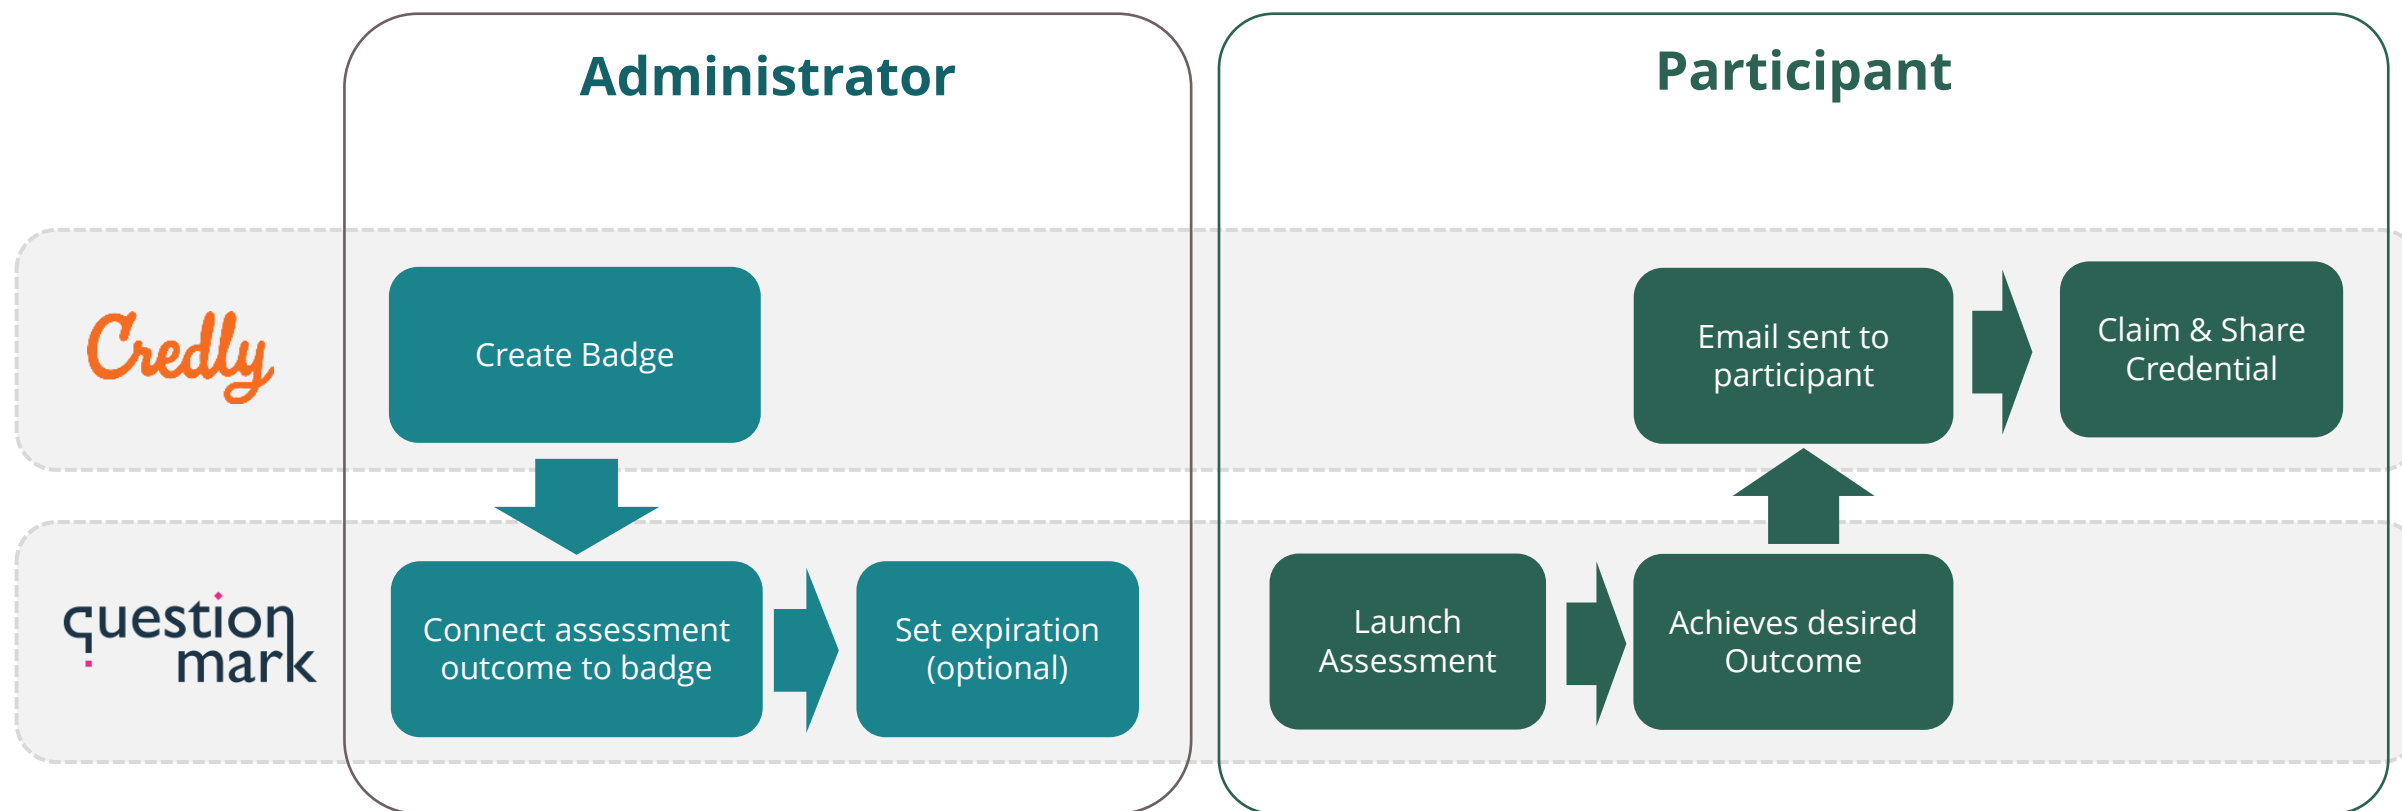 Administrator
Participant
Credly
Create Badge
Email sent to
participant
Claim & Share
Credential
question
mark
Connect assessment
outcome to badge
Set expiration
(optional)
Launch
Assessment
Achieves desired
Outcome